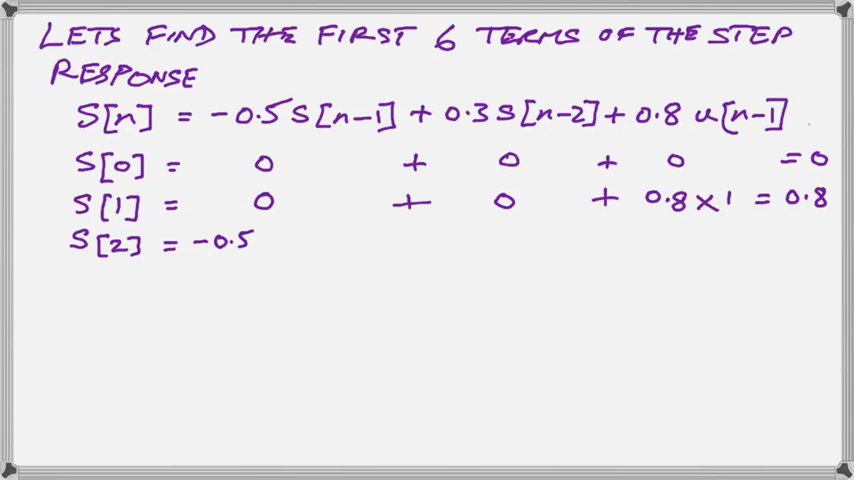 LETS FIND THE FIRST 6 TERMS OF THE STEP
RESPONSE
S[n] = -0.5 S[n-1] + 0.3 S[n-2] + 0.8 u[n-1]
S[0] = 0 + 0 + 0 = 0
S[1] = 0 + 0 + 0.8 × 1 = 0.8
S[2] = -0.5